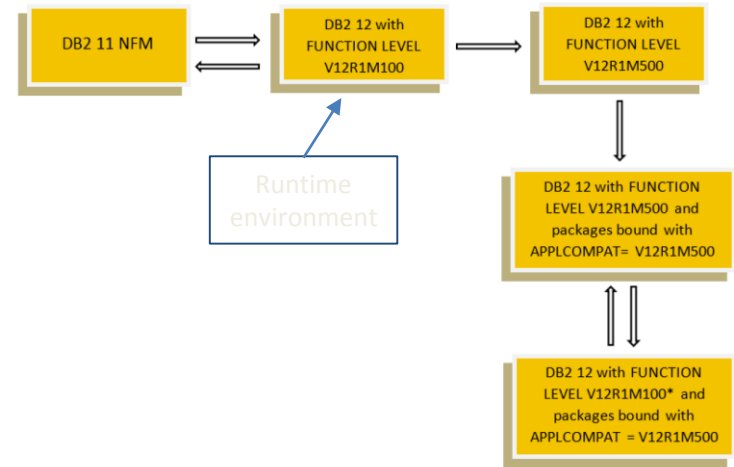 DB2 11 NFM
DB2 12 with
FUNCTION LEVEL
V12R1M100
DB2 12 with
FUNCTION LEVEL
V12R1M500
Runtime
environment
DB2 12 with FUNCTION
LEVEL V12R1M500 and
packages bound with
APPLCOMPAT= V12R1M500
DB2 12 with FUNCTION
LEVEL V12R1M100* and
packages bound with
APPLCOMPAT = V12R1M500